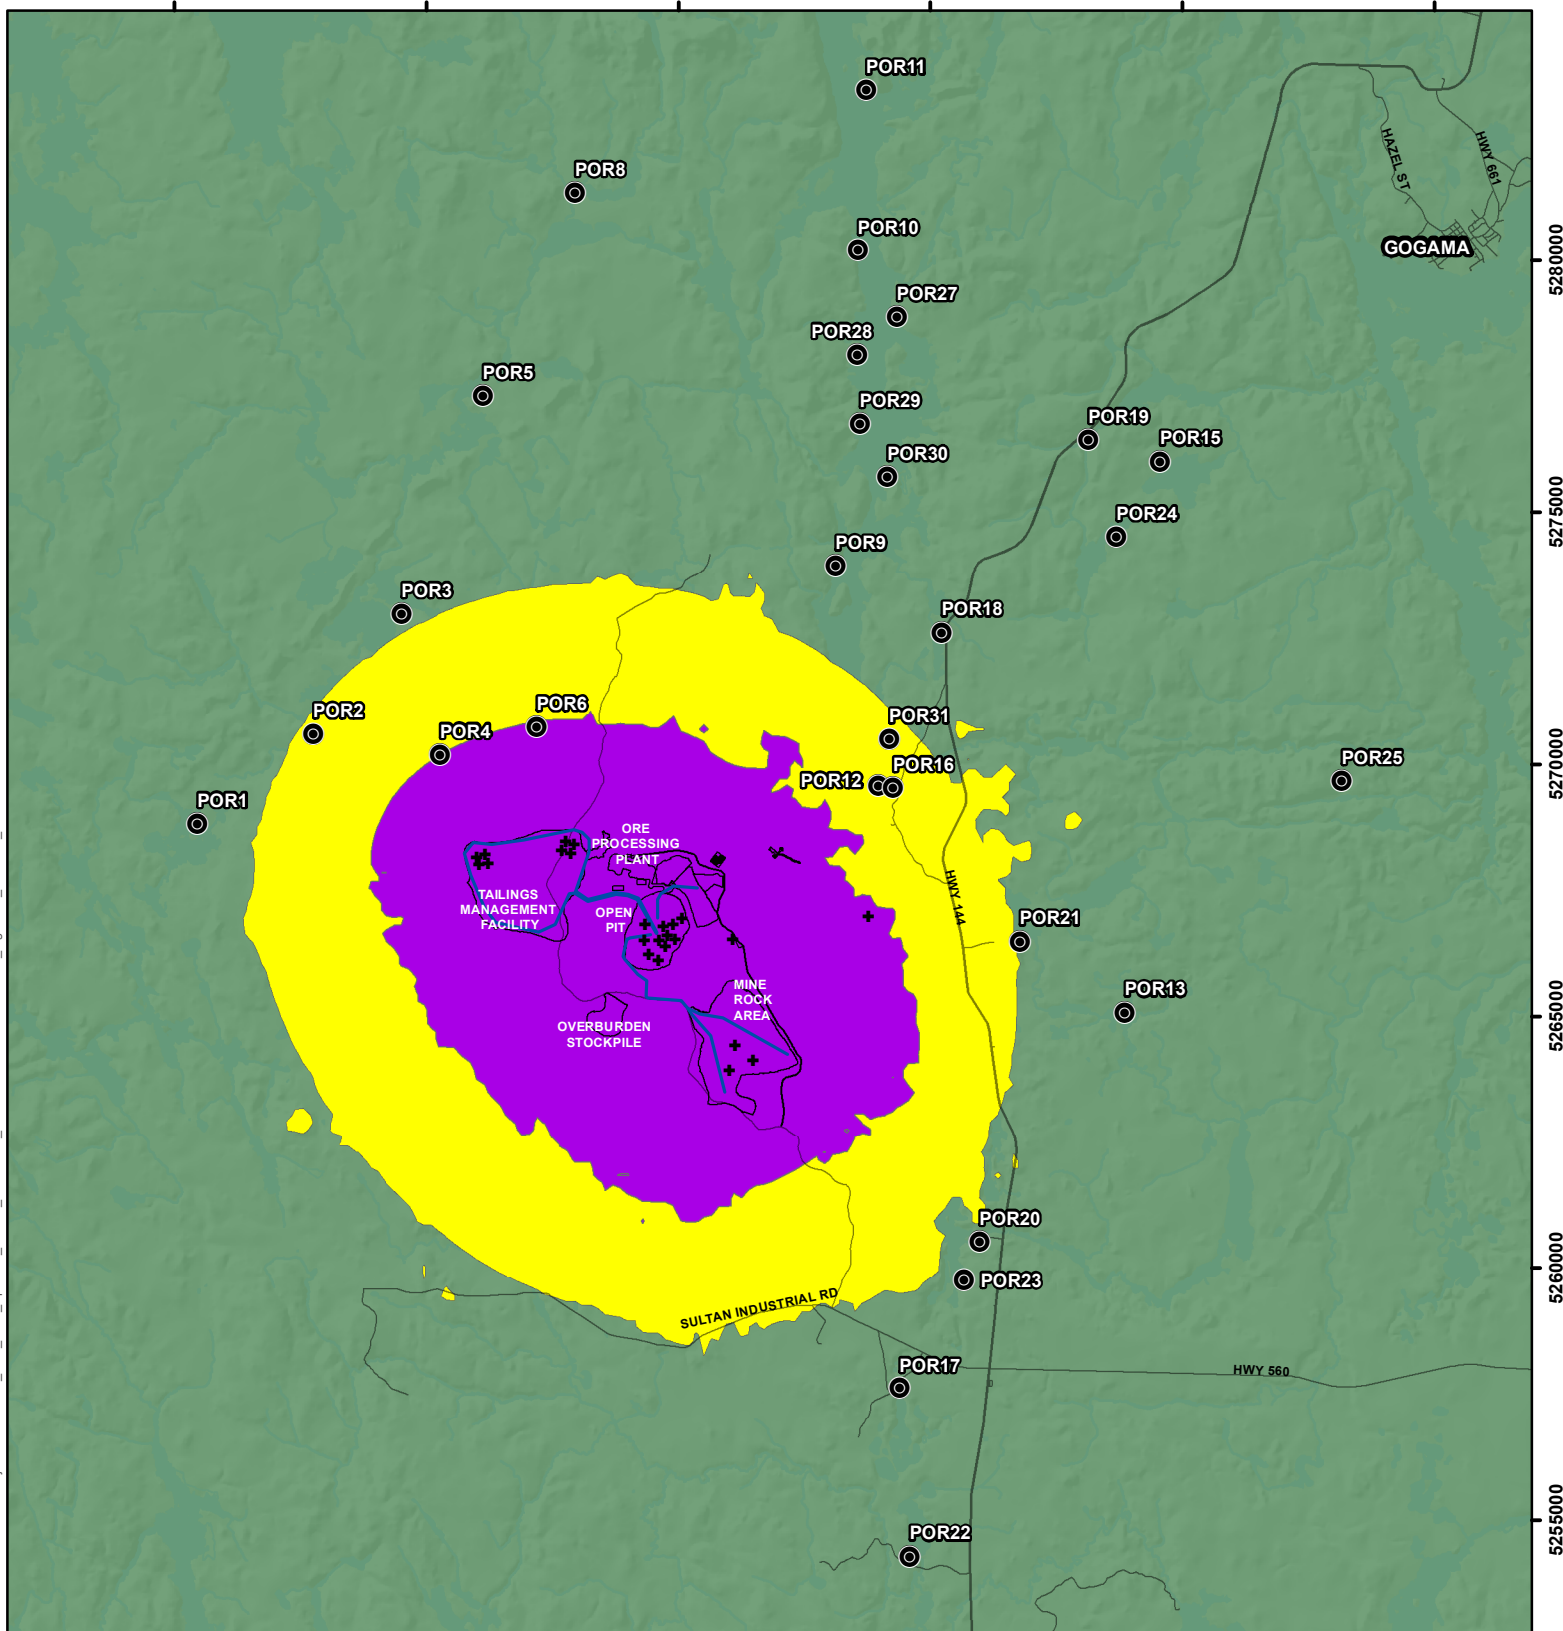 POR11
HAZEL ST
HWY 661
POR8
POR10
GOGAMA
5280000
POR27
POR28
POR5
POR29
POR19
POR15
POR30
5275000
POR24
POR9
POR3
POR18
POR2
POR6
POR4
POR31
POR12
POR16
5270000
POR25
POR1
ORE
PROCESSING
PLANT
TAILINGS
MANAGEMENT
FACILITY
OPEN
PIT
HWY 144
POR21
MINE
ROCK
AREA
POR13
5265000
OVERBURDEN
STOCKPILE
POR20
POR23
5260000
SULTAN INDUSTRIAL RD
POR17
HWY 560
POR22
5255000